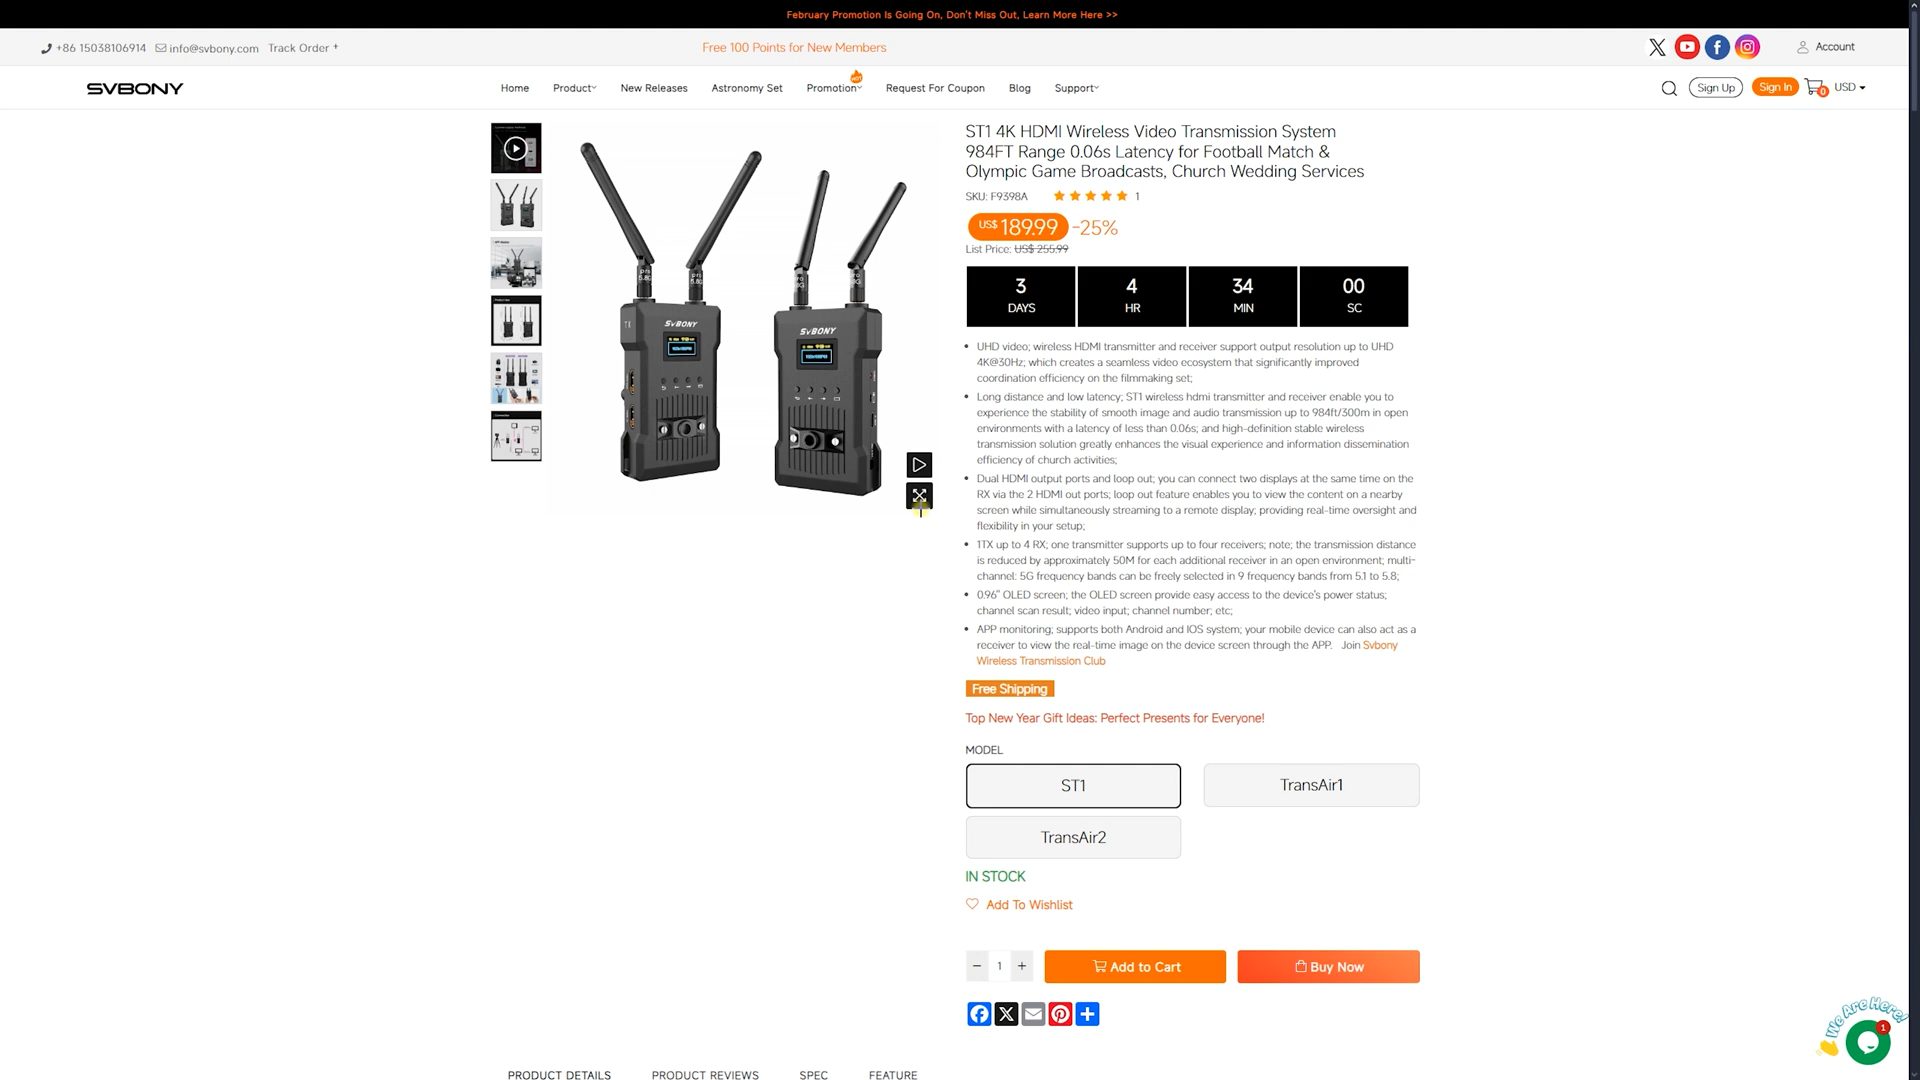 February Promotion Is Going On, Don't Miss Out, Learn More Here >>
+86 15038106914 info@svbony.com Track Order +
Free 100 Points for New Members
Account
SVBONY
Home Product New Releases Astronomy Set Promotion HOT Request For Coupon Blog Support
Sign Up Sign In 0 USD
ST1 4K HDMI Wireless Video Transmission System
984FT Range 0.06s Latency for Football Match &
Olympic Game Broadcasts, Church Wedding Services
SKU: F9398A 1
US$ 189.99 -25%
List Price: US$ 255.99
3 4 34 00
DAYS HR MIN SC
TX
SVBONY
SVBONY
UHD video; wireless HDMI transmitter and receiver support output resolution up to UHD
4K@30Hz; which creates a seamless video ecosystem that significantly improved
coordination efficiency on the filmmaking set;
Long distance and low latency; ST1 wireless hdmi transmitter and receiver enable you to
experience the stability of smooth image and audio transmission up to 984ft/300m in open
environments with a latency of less than 0.06s; and high-definition stable wireless
transmission solution greatly enhances the visual experience and information dissemination
efficiency of church activities;
Dual HDMI output ports and loop out; you can connect two displays at the same time on the
RX via the 2 HDMI out ports; loop out feature enables you to view the content on a nearby
screen while simultaneously streaming to a remote display; providing real-time oversight and
flexibility in your setup;
1TX up to 4 RX; one transmitter supports up to four receivers; note; the transmission distance
is reduced by approximately 50M for each additional receiver in an open environment; multi-
channel: 5G frequency bands can be freely selected in 9 frequency bands from 5.1 to 5.8;
0.96" OLED screen; the OLED screen provide easy access to the device's power status;
channel scan result; video input; channel number; etc;
APP monitoring; supports both Android and IOS system; your mobile device can also act as a
receiver to view the real-time image on the device screen through the APP. Join Svbony
Wireless Transmission Club
Free Shipping
Top New Year Gift Ideas: Perfect Presents for Everyone!
MODEL
ST1 TransAir1
TransAir2
IN STOCK
Add To Wishlist
− 1 + Add to Cart Buy Now
We Are Here!
1
PRODUCT DETAILS PRODUCT REVIEWS SPEC FEATURE